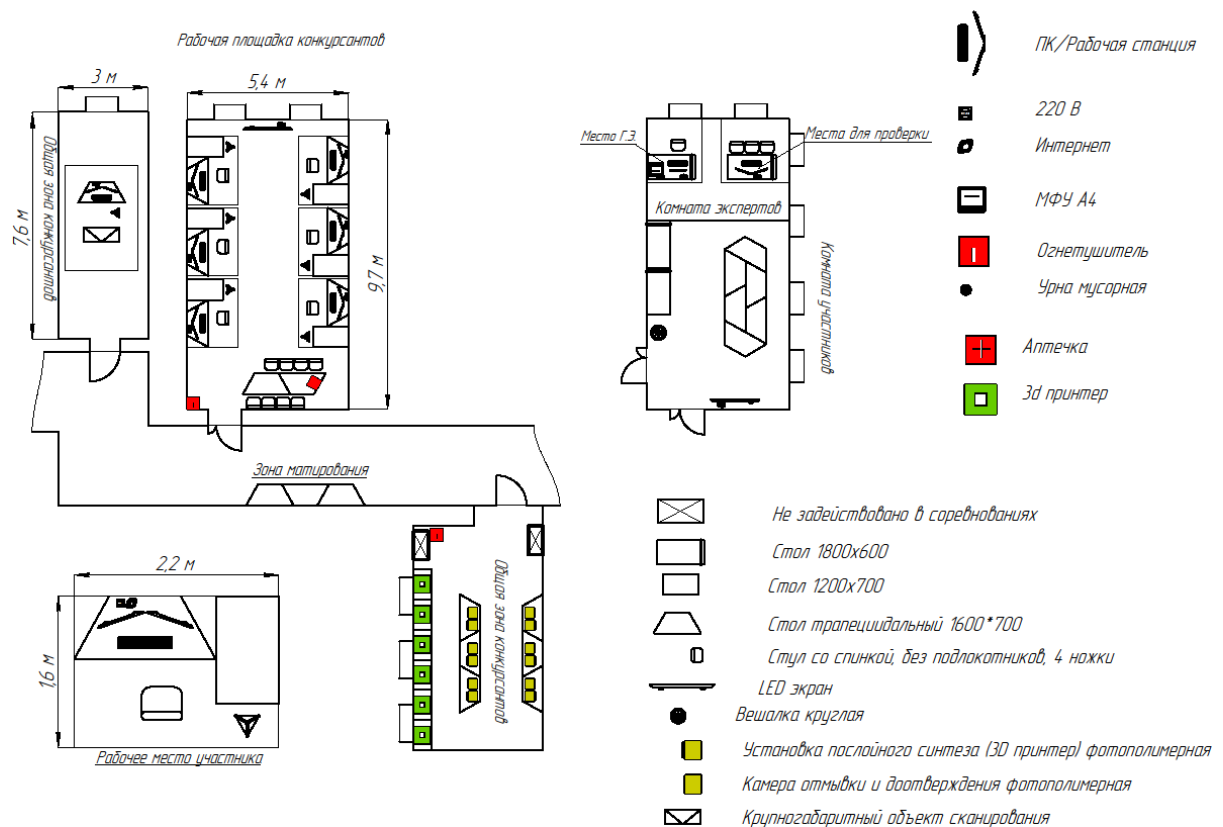 Рабочая площадка конкурсантов
3 м
5,4 м
7,6 м
Общая зона конкурсантов
9,7 м
Место Г.Э.
Места для проверки
Комната экспертов
Комната участников
Зона матирования
Общая зона конкурсантов
2,2 м
1,6 м
Рабочее место участника
ПК/Рабочая станция
220 В
Интернет
МФУ А4
Огнетушитель
Урна мусорная
Аптечка
3d принтер
Не задействовано в соревнованиях
Стол 1800х600
Стол 1200х700
Стол трапециидальный 1600*700
Стул со спинкой, без подлокотников, 4 ножки
LED экран
Вешалка круглая
Установка послойного синтеза (3D принтер) фотополимерная
Камера отмывки и доотверждения фотополимерная
Крупногабаритный объект сканирования